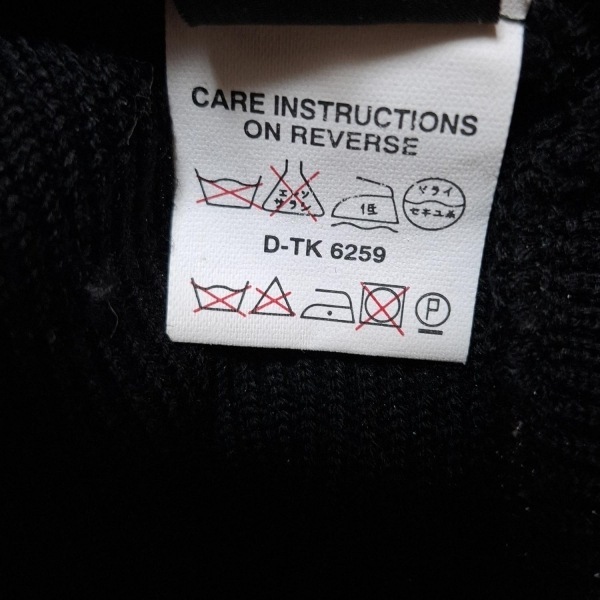 CARE INSTRUCTIONS
ON REVERSE
エンソ
サラシ
低
ドライ
セキユ系
D-TK 6259
P